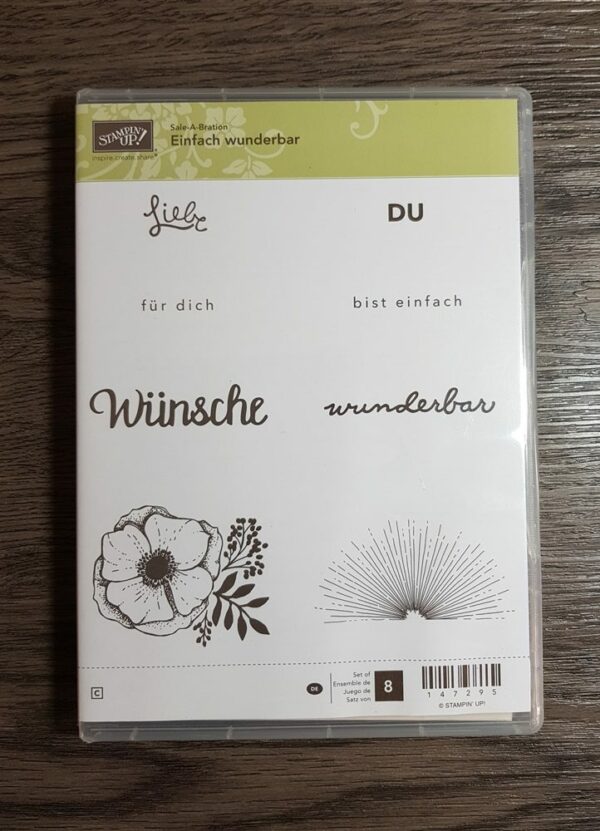 STAMPIN' UP!
inspire.create.share®
Sale-A-Bration
Einfach wunderbar
Liebe
DU
für dich
bist einfach
Wünsche
wunderbar
C
DE
Set of
Ensemble de
Juego de
Satz von
8
147295
© STAMPIN' UP!